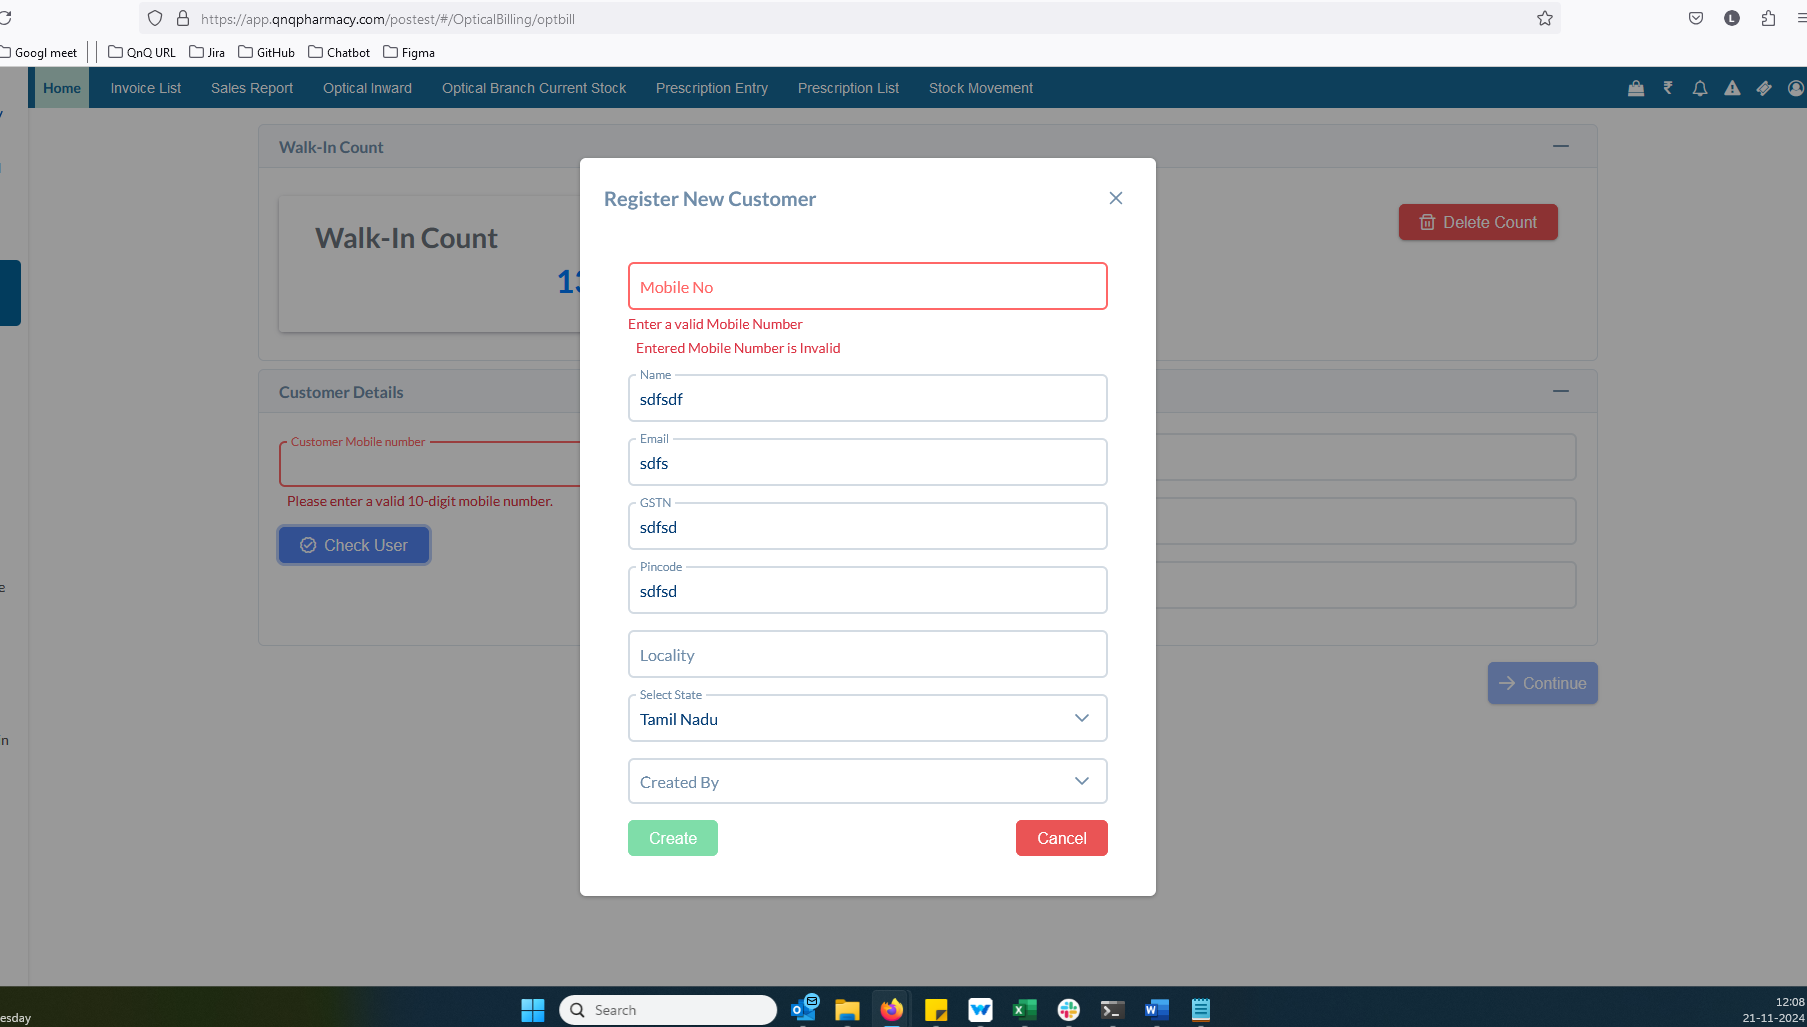 https://app.qnqpharmacy.com/postest/#/OpticalBilling/optbill
L
Googl meet
QnQ URL
Jira
GitHub
Chatbot
Figma
Home
Invoice List
Sales Report
Optical Inward
Optical Branch Current Stock
Prescription Entry
Prescription List
Stock Movement
Walk-In Count
Walk-In Count
Delete Count
Customer Details
Customer Mobile number
Please enter a valid 10-digit mobile number.
Check User
Continue
Register New Customer
Mobile No
Enter a valid Mobile Number
Entered Mobile Number is Invalid
Name
sdfsdf
Email
sdfs
GSTN
sdfsd
Pincode
sdfsd
Locality
Select State
Tamil Nadu
Created By
Create
Cancel
Search
12:08
21-11-2024